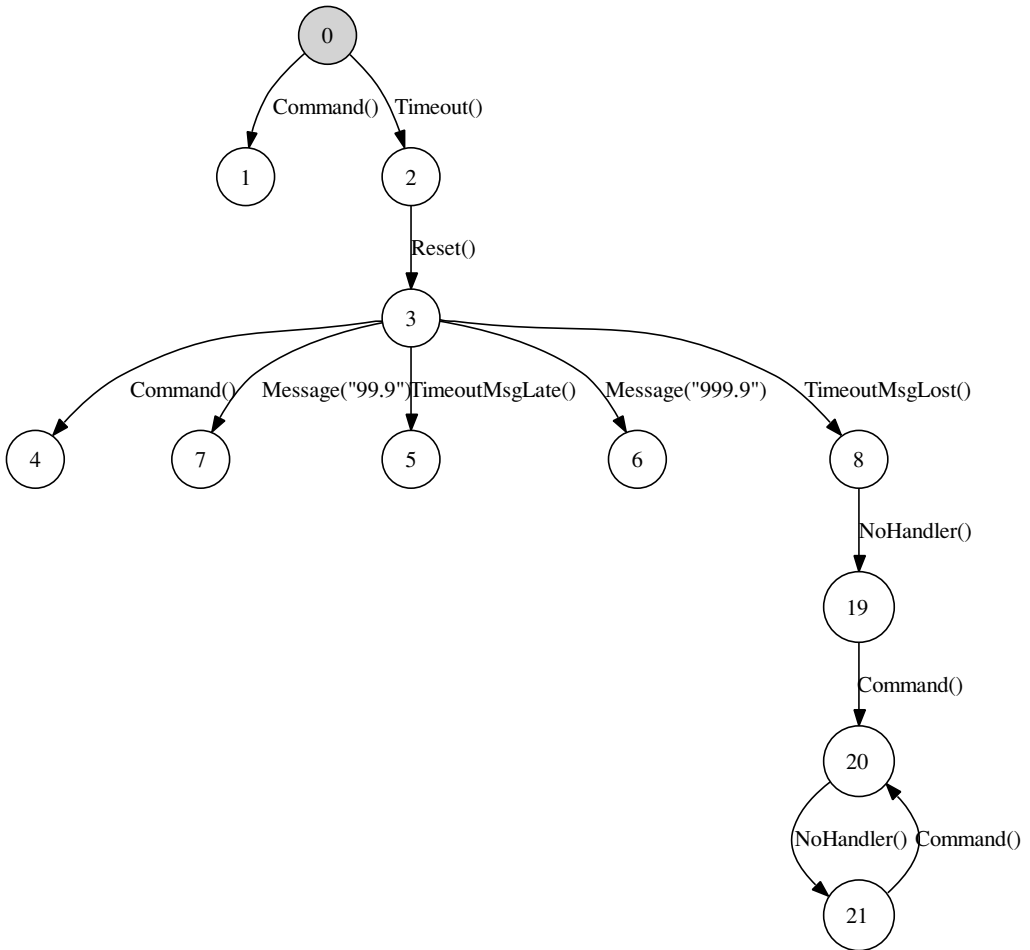 0
Command()
Timeout()
1
2
Reset()
3
Command()
Message("99.9")
TimeoutMsgLate()
Message("999.9")
TimeoutMsgLost()
4
7
5
6
8
NoHandler()
19
Command()
20
NoHandler()
Command()
21